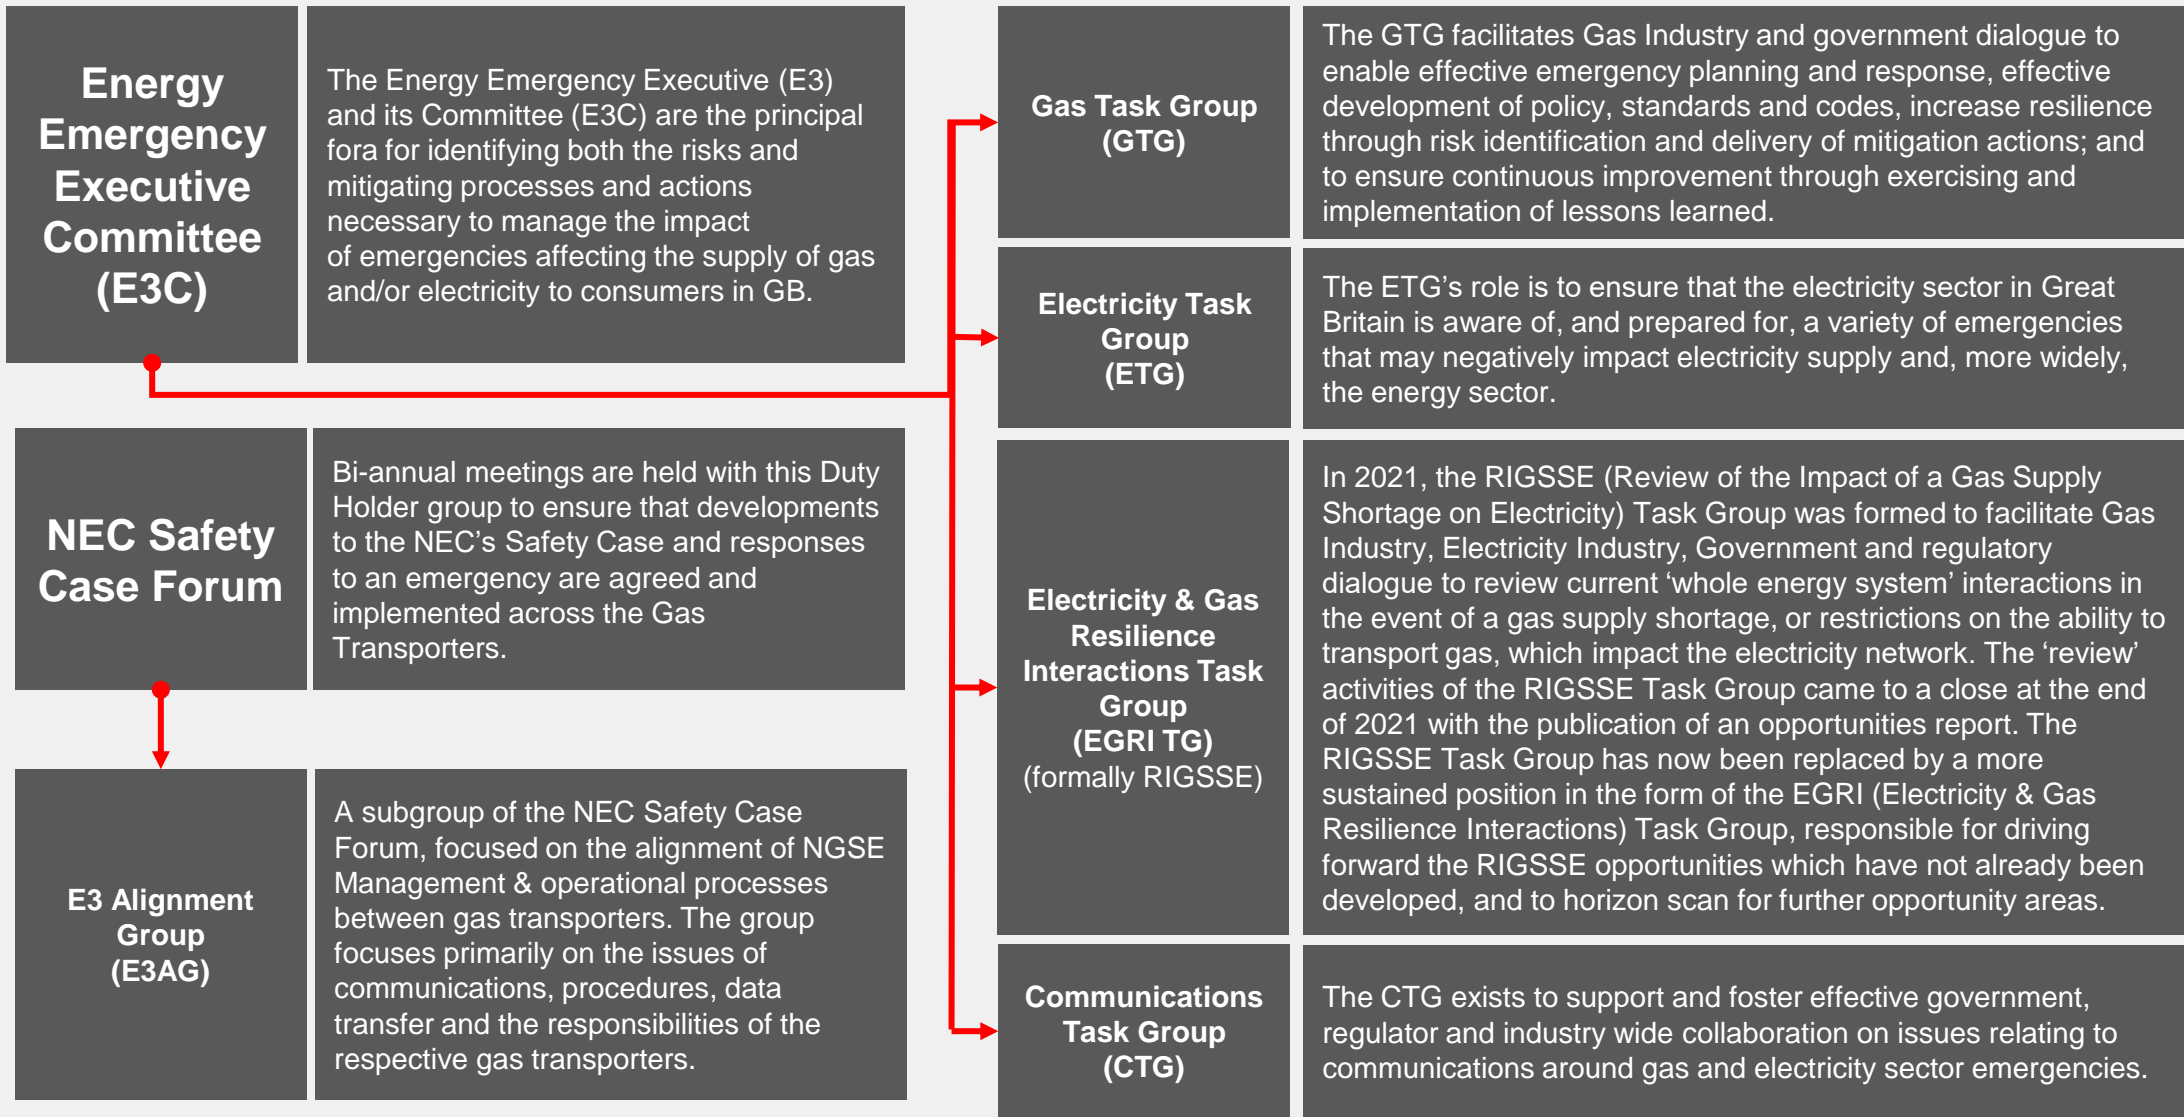 Energy
Emergency
Executive
Committee
(E3C)
The Energy Emergency Executive (E3)
and its Committee (E3C) are the principal
fora for identifying both the risks and
mitigating processes and actions
necessary to manage the impact
of emergencies affecting the supply of gas
and/or electricity to consumers in GB.
NEC Safety
Case Forum
Bi-annual meetings are held with this Duty
Holder group to ensure that developments
to the NEC’s Safety Case and responses
to an emergency are agreed and
implemented across the Gas
Transporters.
E3 Alignment
Group
(E3AG)
A subgroup of the NEC Safety Case
Forum, focused on the alignment of NGSE
Management & operational processes
between gas transporters. The group
focuses primarily on the issues of
communications, procedures, data
transfer and the responsibilities of the
respective gas transporters.
Gas Task Group
(GTG)
The GTG facilitates Gas Industry and government dialogue to
enable effective emergency planning and response, effective
development of policy, standards and codes, increase resilience
through risk identification and delivery of mitigation actions; and
to ensure continuous improvement through exercising and
implementation of lessons learned.
Electricity Task
Group
(ETG)
The ETG’s role is to ensure that the electricity sector in Great
Britain is aware of, and prepared for, a variety of emergencies
that may negatively impact electricity supply and, more widely,
the energy sector.
Electricity & Gas
Resilience
Interactions Task
Group
(EGRI TG)
(formally RIGSSE)
In 2021, the RIGSSE (Review of the Impact of a Gas Supply
Shortage on Electricity) Task Group was formed to facilitate Gas
Industry, Electricity Industry, Government and regulatory
dialogue to review current ‘whole energy system’ interactions in
the event of a gas supply shortage, or restrictions on the ability to
transport gas, which impact the electricity network. The ‘review’
activities of the RIGSSE Task Group came to a close at the end
of 2021 with the publication of an opportunities report. The
RIGSSE Task Group has now been replaced by a more
sustained position in the form of the EGRI (Electricity & Gas
Resilience Interactions) Task Group, responsible for driving
forward the RIGSSE opportunities which have not already been
developed, and to horizon scan for further opportunity areas.
Communications
Task Group
(CTG)
The CTG exists to support and foster effective government,
regulator and industry wide collaboration on issues relating to
communications around gas and electricity sector emergencies.